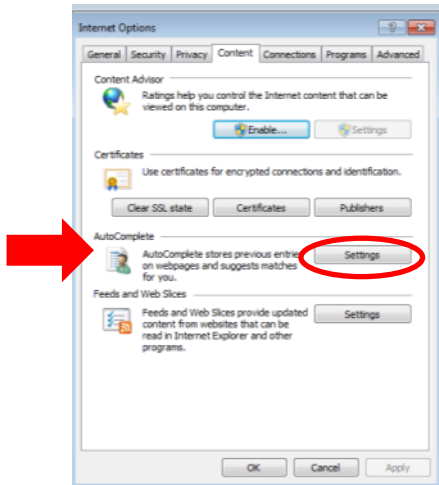 Internet Options
General Security Privacy Content Connections Programs Advanced
Content Advisor
Ratings help you control the Internet content that can be
viewed on this computer.
Enable... Settings
Certificates
Use certificates for encrypted connections and identification.
Clear SSL state Certificates Publishers
AutoComplete
AutoComplete stores previous entries Settings
on webpages and suggests matches
for you.
Feeds and Web Slices
Feeds and Web Slices provide updated Settings
content from websites that can be
read in Internet Explorer and other
programs.
OK Cancel Apply